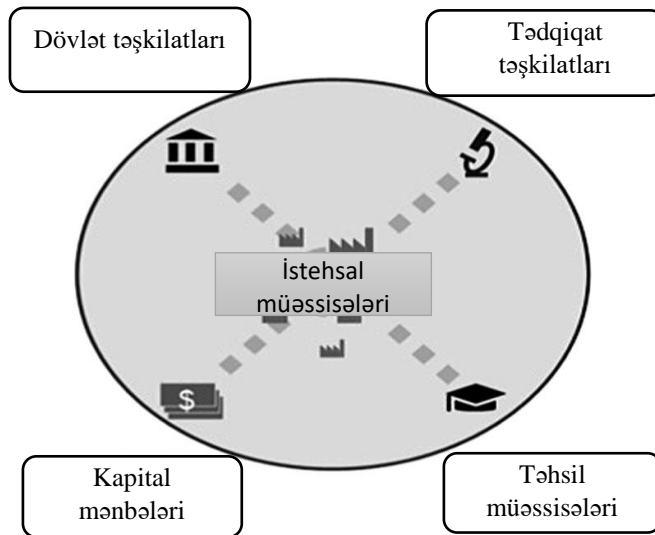 Dövlət təşkilatları
Tədqiqat
təşkilatları
İstehsal
müəssisələri
$
Kapital
mənbələri
Təhsil
müəssisələri